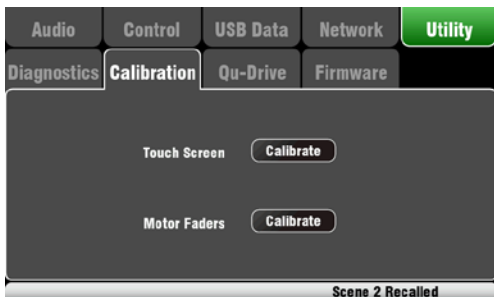 Audio Control USB Data Network Utility
Diagnostics Calibration Qu-Drive Firmware
Touch Screen Calibrate
Motor Faders Calibrate
Scene 2 Recalled